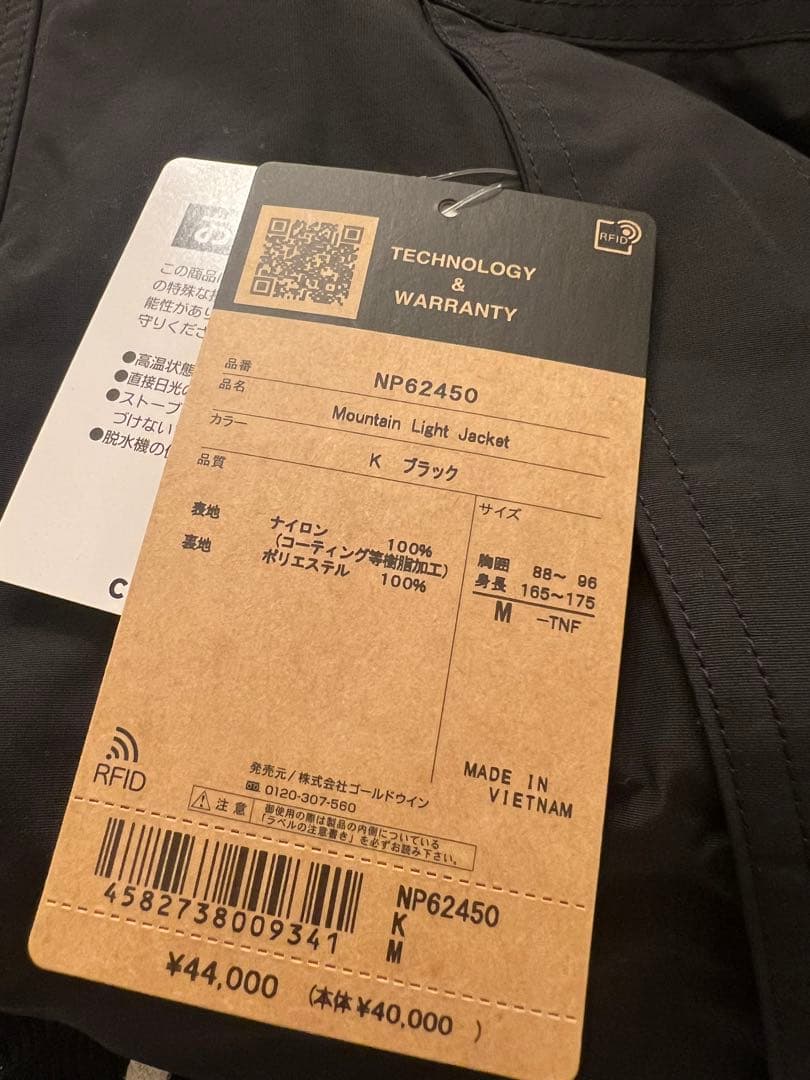 この商品
の特殊な
能性があり
守りくださ
●高温状態
●直接日光の
●ストーブ
づけない
●脱水機の
C
RFID
TECHNOLOGY
&
WARRANTY
品番 NP62450
品名 Mountain Light Jacket
カラー K ブラック
品質
表地 ナイロン 100%
(コーティング等樹脂加工)
裏地 ポリエステル 100%
サイズ
胸囲 88～ 96
身長 165～175
M -TNF
RFID
MADE IN
VIETNAM
発売元/株式会社ゴールドウイン
0120-307-560
注意
御使用の際は製品の内側についている
「ラベルの注意書き」を必ずお読み下さい。
4582738009341
NP62450
K
M
¥44,000 (本体¥40,000 )